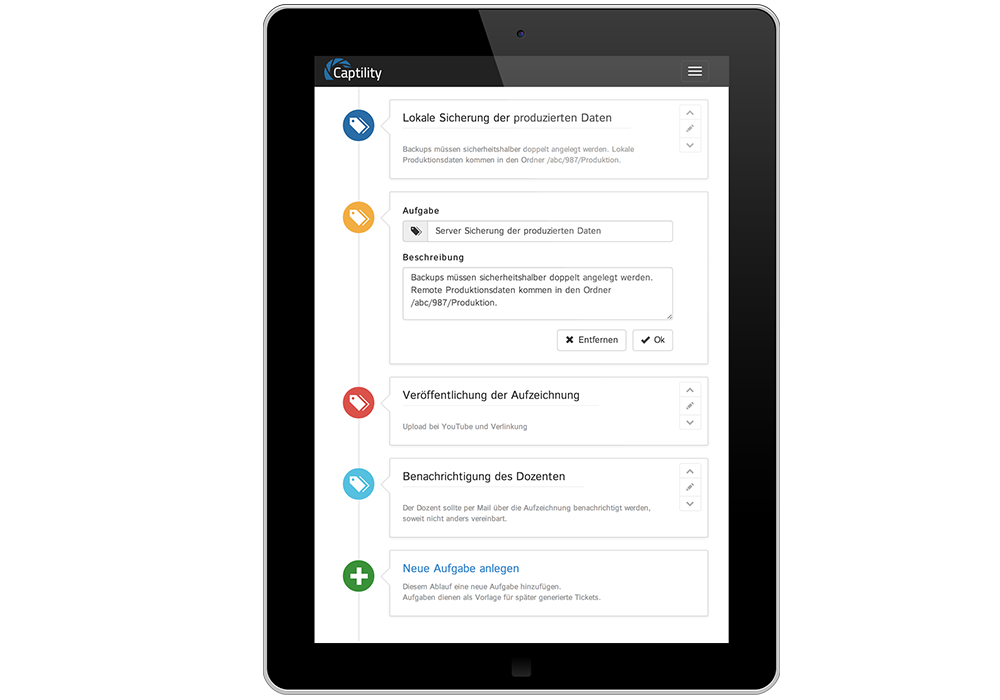 Captility
Lokale Sicherung der produzierten Daten
Backups müssen sicherheitshalber doppelt angelegt werden. Lokale
Produktionsdaten kommen in den Ordner /abc/987/Produktion.
Aufgabe
Server Sicherung der produzierten Daten
Beschreibung
Backups müssen sicherheitshalber doppelt angelegt werden.
Remote Produktionsdaten kommen in den Ordner
/abc/987/Produktion.
Entfernen
Ok
Veröffentlichung der Aufzeichnung
Upload bei YouTube und Verlinkung
Benachrichtigung des Dozenten
Der Dozent sollte per Mail über die Aufzeichnung benachrichtigt werden,
soweit nicht anders vereinbart.
Neue Aufgabe anlegen
Diesem Ablauf eine neue Aufgabe hinzufügen.
Aufgaben dienen als Vorlage für später generierte Tickets.